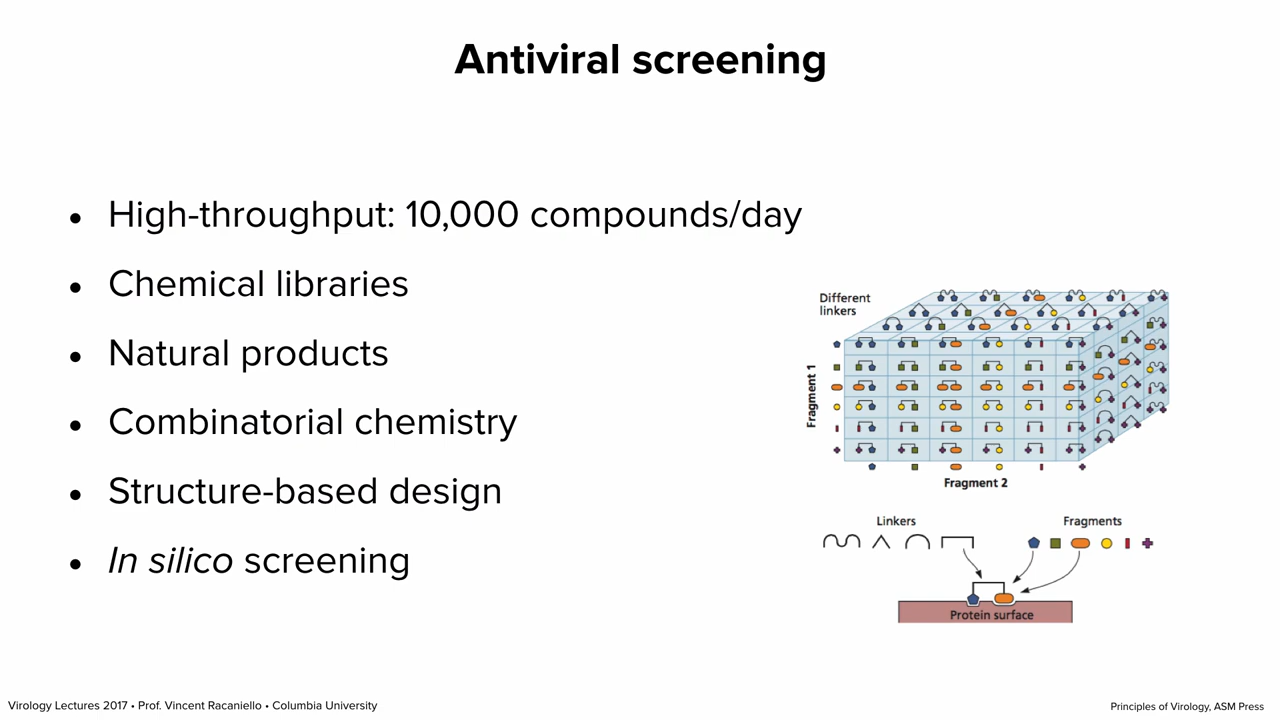 Antiviral screening
• High-throughput: 10,000 compounds/day
• Chemical libraries
• Natural products
• Combinatorial chemistry
• Structure-based design
• In silico screening
Different
linkers
Fragment 1
Fragment 2
Linkers
Fragments
Protein surface
Virology Lectures 2017 • Prof. Vincent Racaniello • Columbia University
Principles of Virology, ASM Press